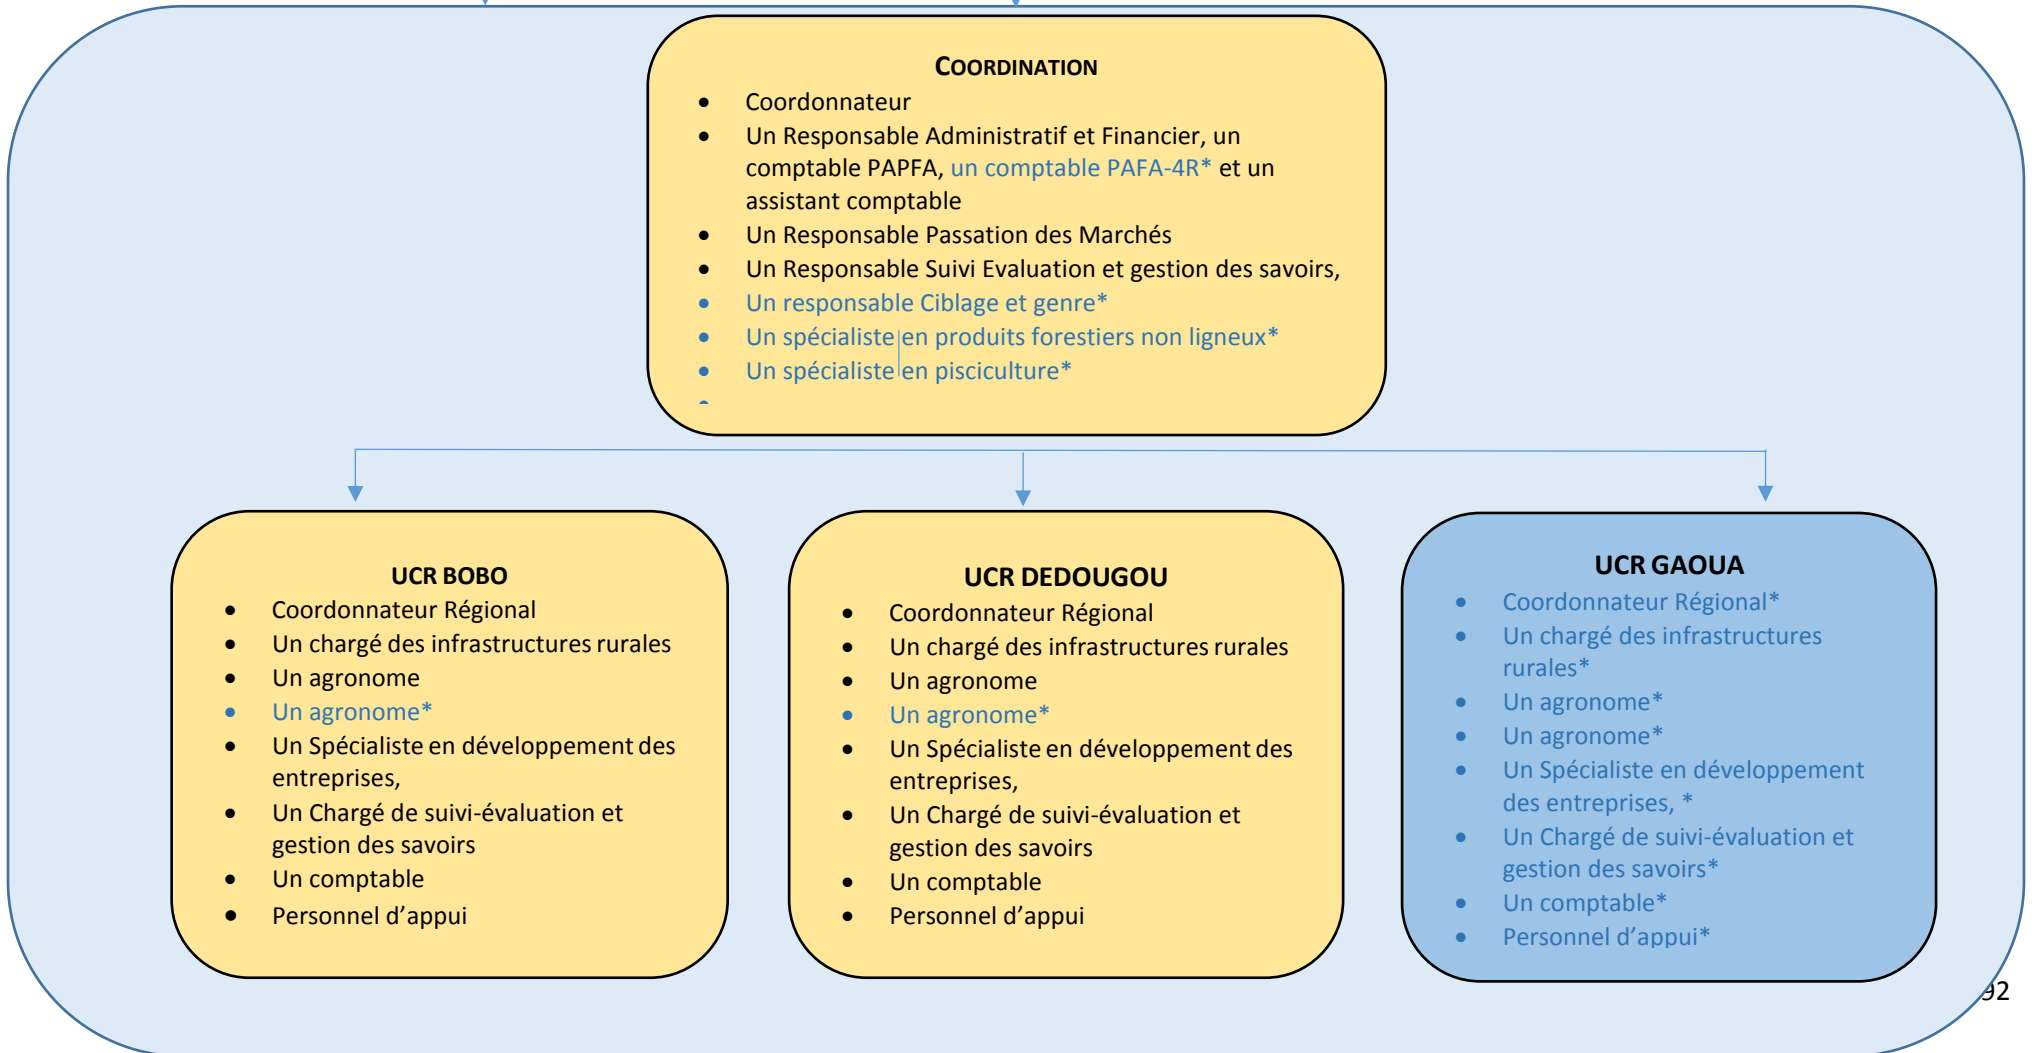 COORDINATION
• Coordonnateur
• Un Responsable Administratif et Financier, un
comptable PAPFA, un comptable PAFA-4R* et un
assistant comptable
• Un Responsable Passation des Marchés
• Un Responsable Suivi Evaluation et gestion des savoirs,
• Un responsable Ciblage et genre*
• Un spécialiste en produits forestiers non ligneux*
• Un spécialiste en pisciculture*
•
UCR BOBO
• Coordonnateur Régional
• Un chargé des infrastructures rurales
• Un agronome
• Un agronome*
• Un Spécialiste en développement des
entreprises,
• Un Chargé de suivi-évaluation et
gestion des savoirs
• Un comptable
• Personnel d’appui
UCR DEDOUGOU
• Coordonnateur Régional
• Un chargé des infrastructures rurales
• Un agronome
• Un agronome*
• Un Spécialiste en développement des
entreprises,
• Un Chargé de suivi-évaluation et
gestion des savoirs
• Un comptable
• Personnel d’appui
UCR GAOUA
• Coordonnateur Régional*
• Un chargé des infrastructures
rurales*
• Un agronome*
• Un agronome*
• Un Spécialiste en développement
des entreprises, *
• Un Chargé de suivi-évaluation et
gestion des savoirs*
• Un comptable*
• Personnel d’appui*
92